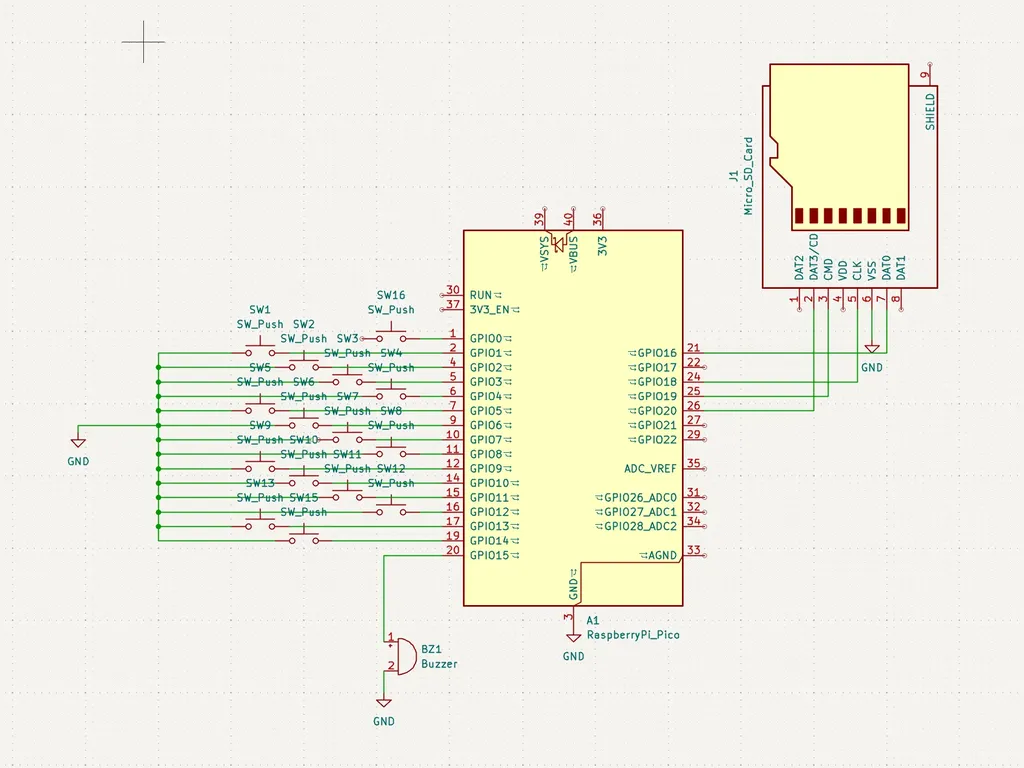 9
SHIELD
J1
Micro_SD_Card
DAT2
DAT3/CD
CMD
VDD
CLK
VSS
DAT0
DAT1
1
2
3
4
5
6
7
8
GND
39
40
36
VSYS
VBUS
3V3
30 RUN
37 3V3_EN
1 GPIO0
2 GPIO1
4 GPIO2
5 GPIO3
6 GPIO4
7 GPIO5
9 GPIO6
10 GPIO7
11 GPIO8
12 GPIO9
14 GPIO10
15 GPIO11
16 GPIO12
17 GPIO13
19 GPIO14
20 GPIO15
GPIO16 21
GPIO17 22
GPIO18 24
GPIO19 25
GPIO20 26
GPIO21 27
GPIO22 29
ADC_VREF 35
GPIO26_ADC0 31
GPIO27_ADC1 32
GPIO28_ADC2 34
AGND 33
GND
3
A1
RaspberryPi_Pico
GND
SW16
SW_Push
SW1
SW_Push
SW2
SW_Push
SW3
SW_Push
SW4
SW_Push
SW5
SW_Push
SW6
SW_Push
SW7
SW_Push
SW8
SW_Push
SW9
SW_Push
SW10
SW_Push
SW11
SW_Push
SW12
SW_Push
SW13
SW_Push
SW15
SW_Push
GND
1
+
2
BZ1
Buzzer
GND